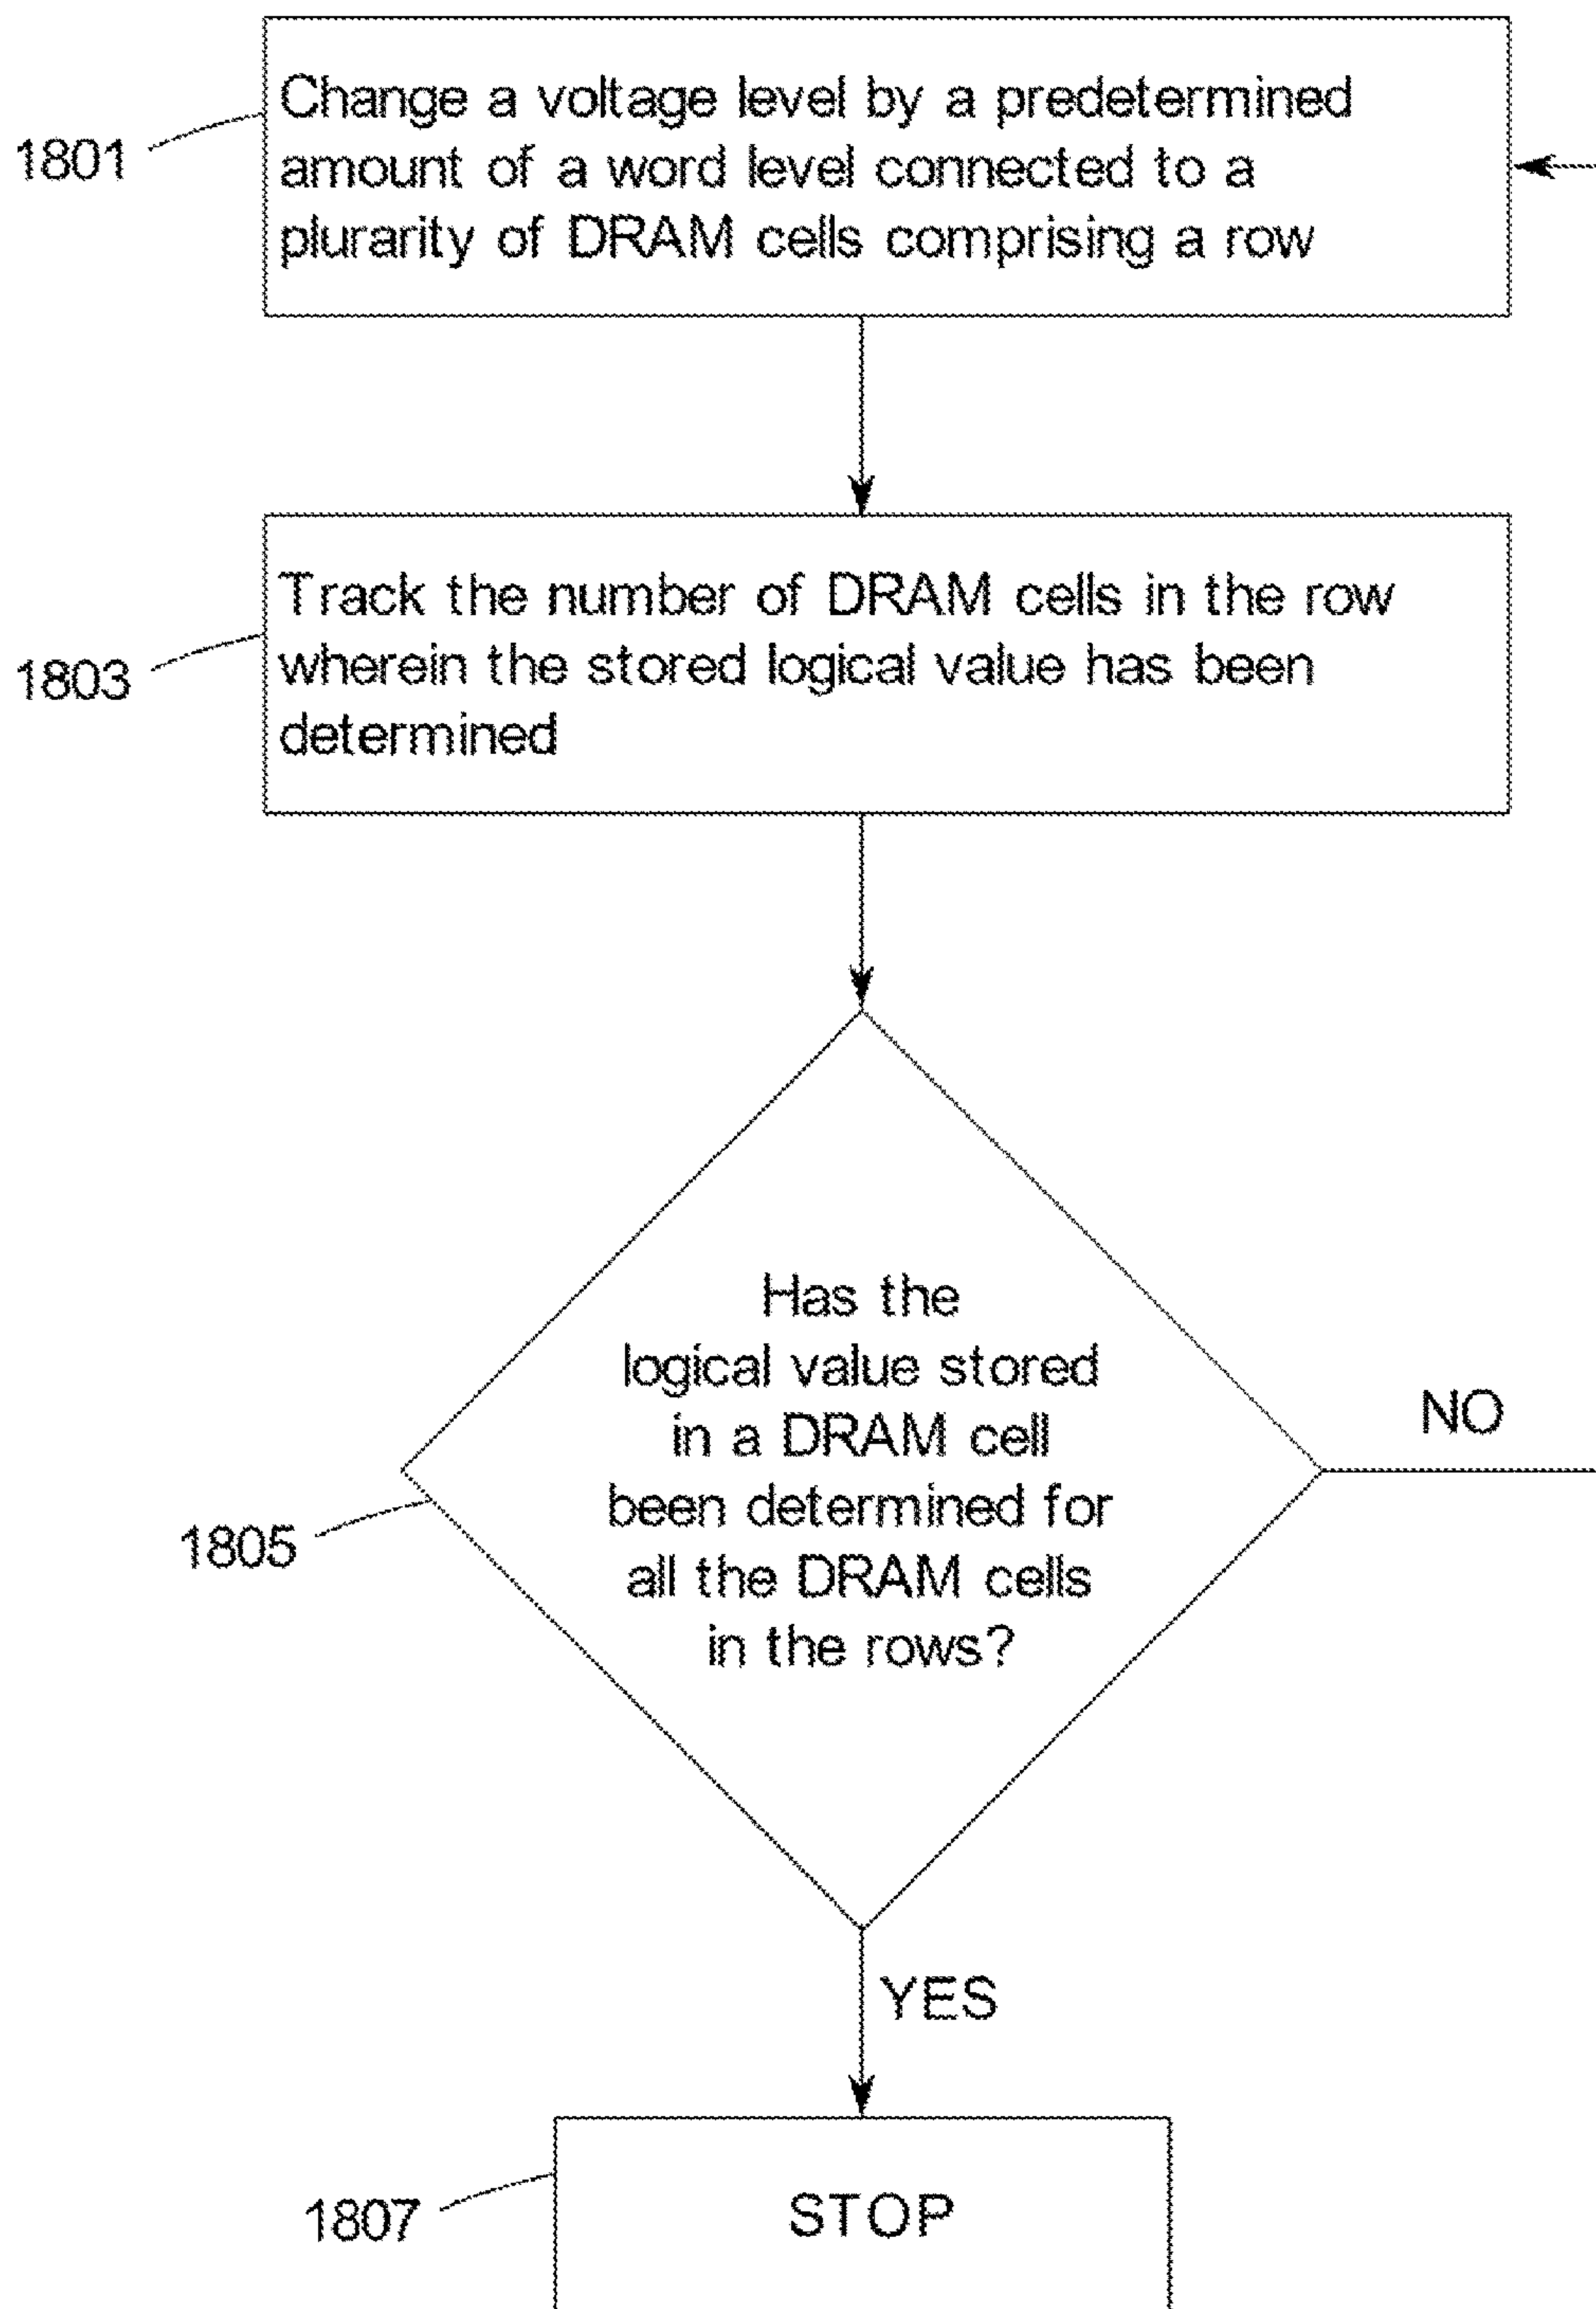 Change a voltage level by a predetermined
1801
amount of a word level connected to a
plurarity of DRAM cells comprising a row
Track the number of DRAM cells in the row
1803
wherein the stored logical value has been
determined
Has the
logical value stored
in a DRAM cell
NO
been determined for
1805
all the DRAM cells
in the rows?
YES
1807
STOP